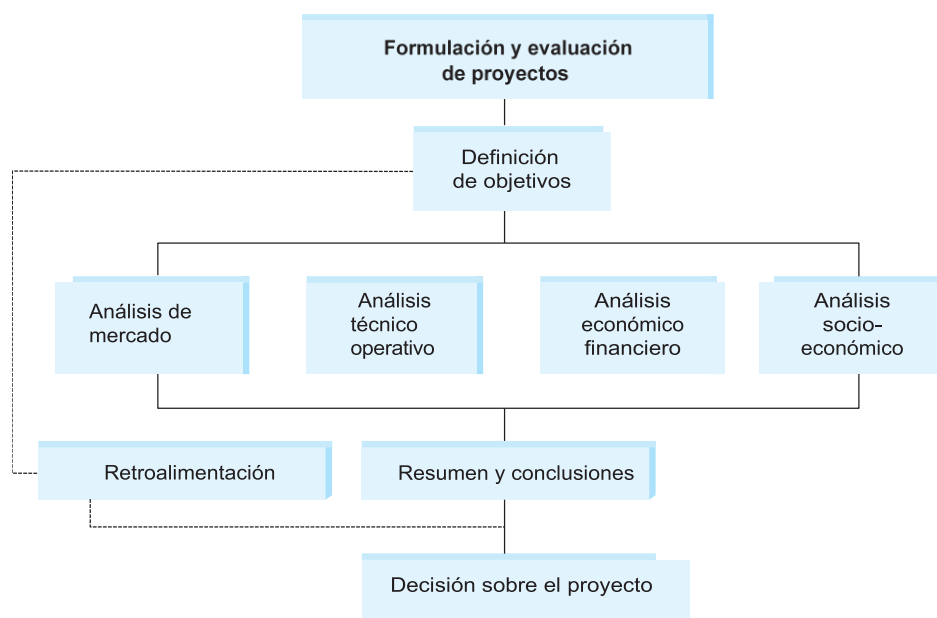 Formulación y evaluación
de proyectos
Definición
de objetivos
Análisis de
mercado
Análisis
técnico
operativo
Análisis
económico
financiero
Análisis
socio-
económico
Retroalimentación
Resumen y conclusiones
Decisión sobre el proyecto